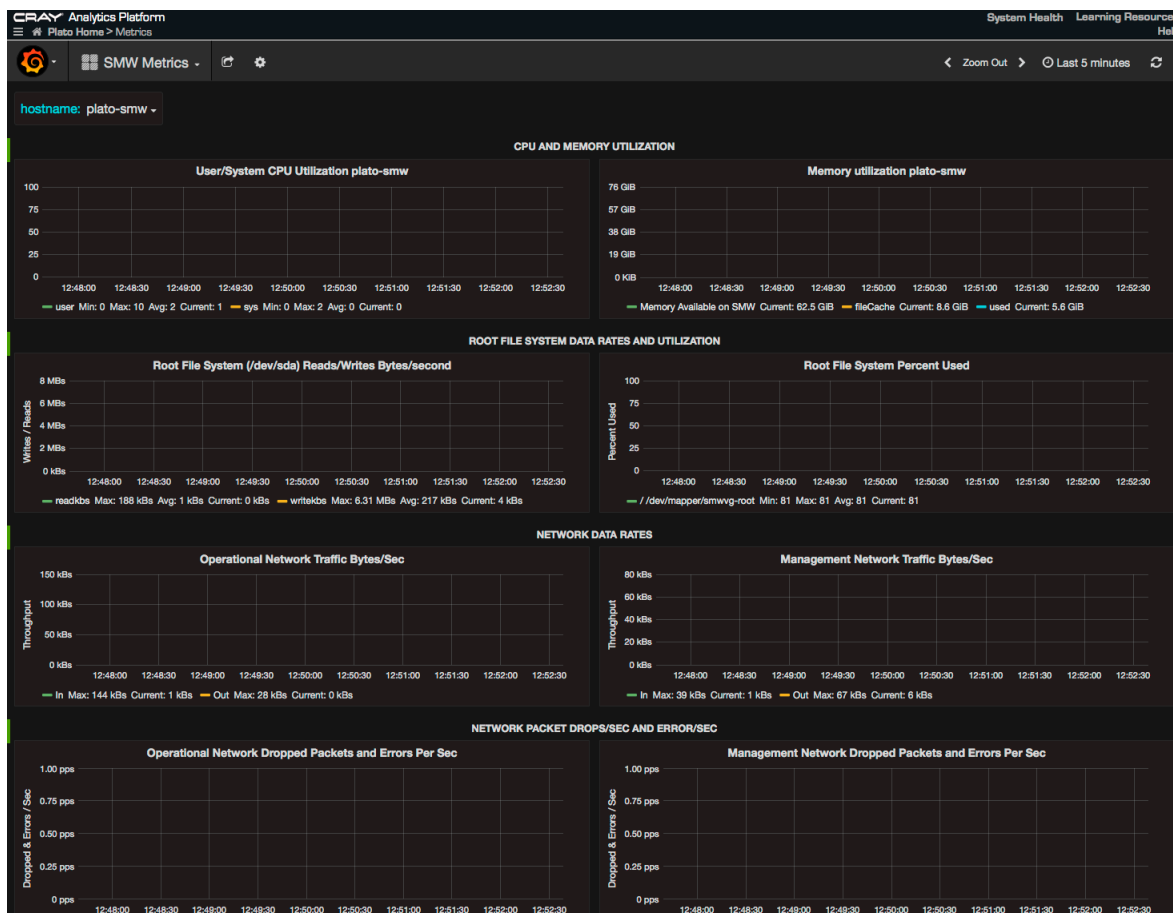 CRAY Analytics Platform
System Health Learning Resource
Plato Home > Metrics
Hel
SMW Metrics
Zoom Out
Last 5 minutes
hostname: plato-smw
CPU AND MEMORY UTILIZATION
User/System CPU Utilization plato-smw
100
75
50
25
0
12:48:00 12:48:30 12:49:00 12:49:30 12:50:00 12:50:30 12:51:00 12:51:30 12:52:00 12:52:30
user Min: 0 Max: 10 Avg: 2 Current: 1 sys Min: 0 Max: 2 Avg: 0 Current: 0
Memory utilization plato-smw
76 GiB
57 GiB
38 GiB
19 GiB
0 KiB
12:48:00 12:48:30 12:49:00 12:49:30 12:50:00 12:50:30 12:51:00 12:51:30 12:52:00 12:52:30
Memory Available on SMW Current: 62.5 GiB fileCache Current: 8.6 GiB used Current: 5.6 GiB
ROOT FILE SYSTEM DATA RATES AND UTILIZATION
Root File System (/dev/sda) Reads/Writes Bytes/second
Writes / Reads
8 MBs
6 MBs
4 MBs
2 MBs
0 kBs
12:48:00 12:48:30 12:49:00 12:49:30 12:50:00 12:50:30 12:51:00 12:51:30 12:52:00 12:52:30
readkbs Max: 188 kBs Avg: 1 kBs Current: 0 kBs writekbs Max: 6.31 MBs Avg: 217 kBs Current: 4 kBs
Root File System Percent Used
Percent Used
100
75
50
25
0
12:48:00 12:48:30 12:49:00 12:49:30 12:50:00 12:50:30 12:51:00 12:51:30 12:52:00 12:52:30
/ /dev/mapper/smwvg-root Min: 81 Max: 81 Avg: 81 Current: 81
NETWORK DATA RATES
Operational Network Traffic Bytes/Sec
Throughput
150 kBs
100 kBs
50 kBs
0 kBs
12:48:00 12:48:30 12:49:00 12:49:30 12:50:00 12:50:30 12:51:00 12:51:30 12:52:00 12:52:30
In Max: 144 kBs Current: 1 kBs Out Max: 28 kBs Current: 0 kBs
Management Network Traffic Bytes/Sec
Throughput
80 kBs
60 kBs
40 kBs
20 kBs
0 kBs
12:48:00 12:48:30 12:49:00 12:49:30 12:50:00 12:50:30 12:51:00 12:51:30 12:52:00 12:52:30
In Max: 39 kBs Current: 1 kBs Out Max: 67 kBs Current: 6 kBs
NETWORK PACKET DROPS/SEC AND ERROR/SEC
Operational Network Dropped Packets and Errors Per Sec
Dropped & Errors / Sec
1.00 pps
0.75 pps
0.50 pps
0.25 pps
0 pps
12:48:00 12:48:30 12:49:00 12:49:30 12:50:00 12:50:30 12:51:00 12:51:30 12:52:00 12:52:30
Management Network Dropped Packets and Errors Per Sec
Dropped & Errors / Sec
1.00 pps
0.75 pps
0.50 pps
0.25 pps
0 pps
12:48:00 12:48:30 12:49:00 12:49:30 12:50:00 12:50:30 12:51:00 12:51:30 12:52:00 12:52:30